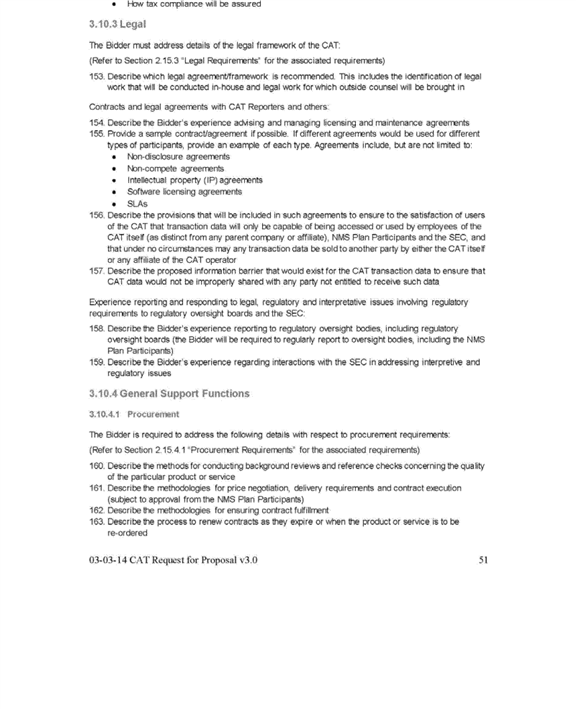 • How tax compliance will be assured
3.10.3 Legal
The Bidder must address details of the legal framework of the CAT:
(Refer to Section 2.15.3 "Legal Requirements" for the associated requirements)
153. Describe which legal agreement/framework is recommended. This includes the identification of legal
work that will be conducted in-house and legal work for which outside counsel will be brought in
Contracts and legal agreements with CAT Reporters and others:
154. Describe the Bidder's experience advising and managing licensing and maintenance agreements
155. Provide a sample contract/agreement if possible. If different agreements would be used for different
types of participants, provide an example of each type. Agreements include, but are not limited to:
• Non-disclosure agreements
• Non-compete agreements
• Intellectual property (IP) agreements
• Software licensing agreements
• SLAs
156. Describe the provisions that will be included in such agreements to ensure to the satisfaction of users
of the CAT that transaction data will only be capable of being accessed or used by employees of the
CAT itself (as distinct from any parent company or affiliate), NMS Plan Participants and the SEC, and
that under no circumstances may any transaction data be sold to another party by either the CAT itself
or any affiliate of the CAT operator
157. Describe the proposed information barrier that would exist for the CAT transaction data to ensure that
CAT data would not be improperly shared with any party not entitled to receive such data
Experience reporting and responding to legal, regulatory and interpretative issues involving regulatory
requirements to regulatory oversight boards and the SEC:
158. Describe the Bidder's experience reporting to regulatory oversight bodies, including regulatory
oversight boards (the Bidder will be required to regularly report to oversight bodies, including the NMS
Plan Participants)
159. Describe the Bidder's experience regarding interactions with the SEC in addressing interpretive and
regulatory issues
3.10.4 General Support Functions
3.10.4.1 Procurement
The Bidder is required to address the following details with respect to procurement requirements:
(Refer to Section 2.15.4.1 "Procurement Requirements" for the associated requirements)
160. Describe the methods for conducting background reviews and reference checks concerning the quality
of the particular product or service
161. Describe the methodologies for price negotiation, delivery requirements and contract execution
(subject to approval from the NMS Plan Participants)
162. Describe the methodologies for ensuring contract fulfillment
163. Describe the process to renew contracts as they expire or when the product or service is to be
re-ordered
03-03-14 CAT Request for Proposal v3.0 51